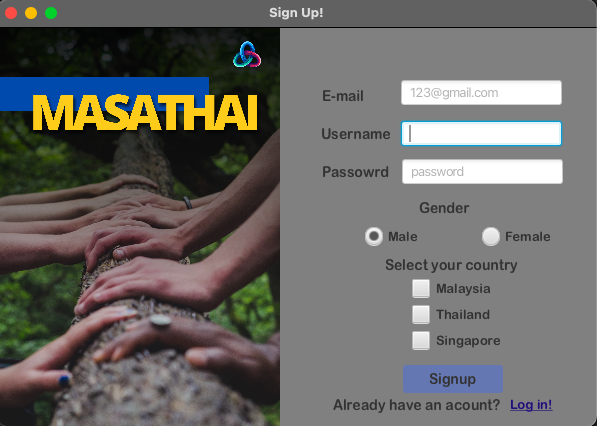 Sign Up!
MASATHAI
E-mail 123@gmail.com
Username
Passowrd password
Gender
Male Female
Select your country
Malaysia
Thailand
Singapore
Signup
Already have an acount? Log in!